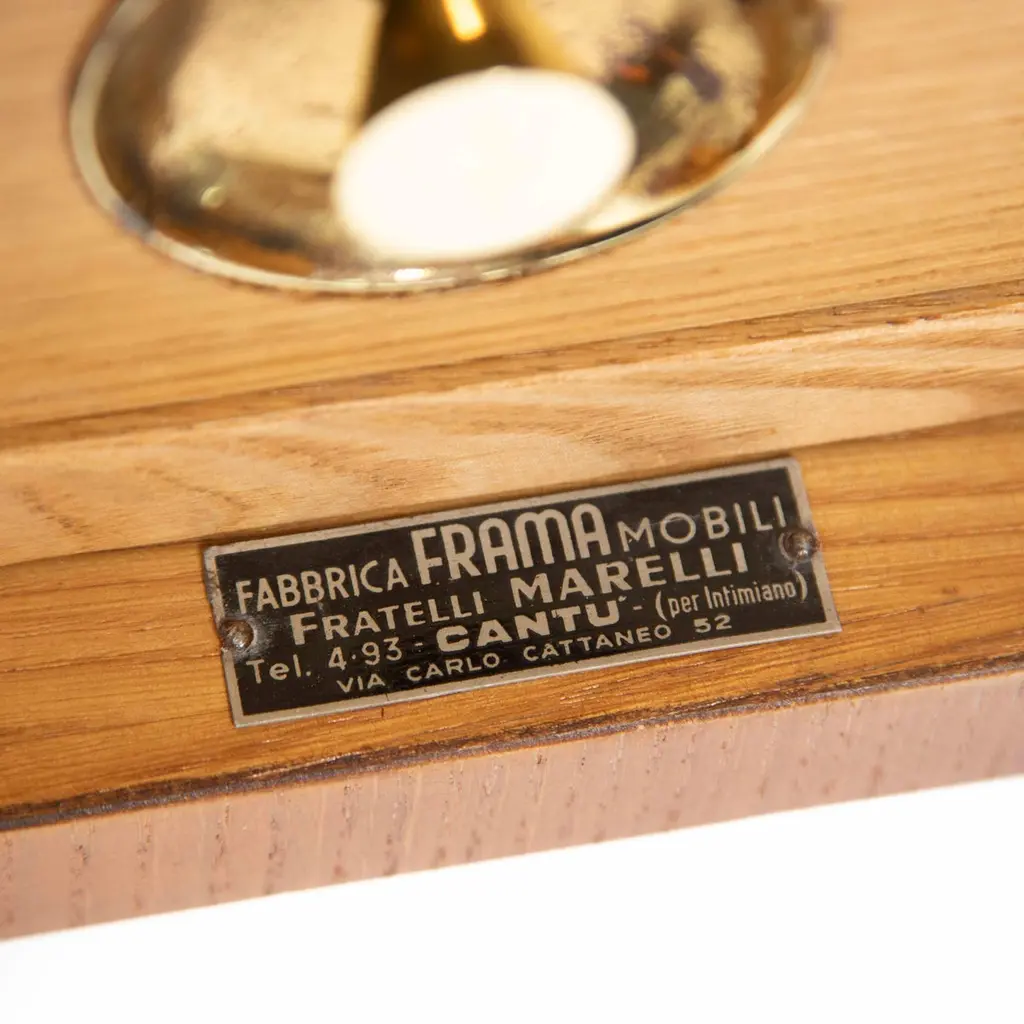 FABBRICA FRAMA MOBILI
FRATELLI MARELLI
Tel. 4·93 - CANTU' - (per Intimiano)
VIA CARLO CATTANEO 52